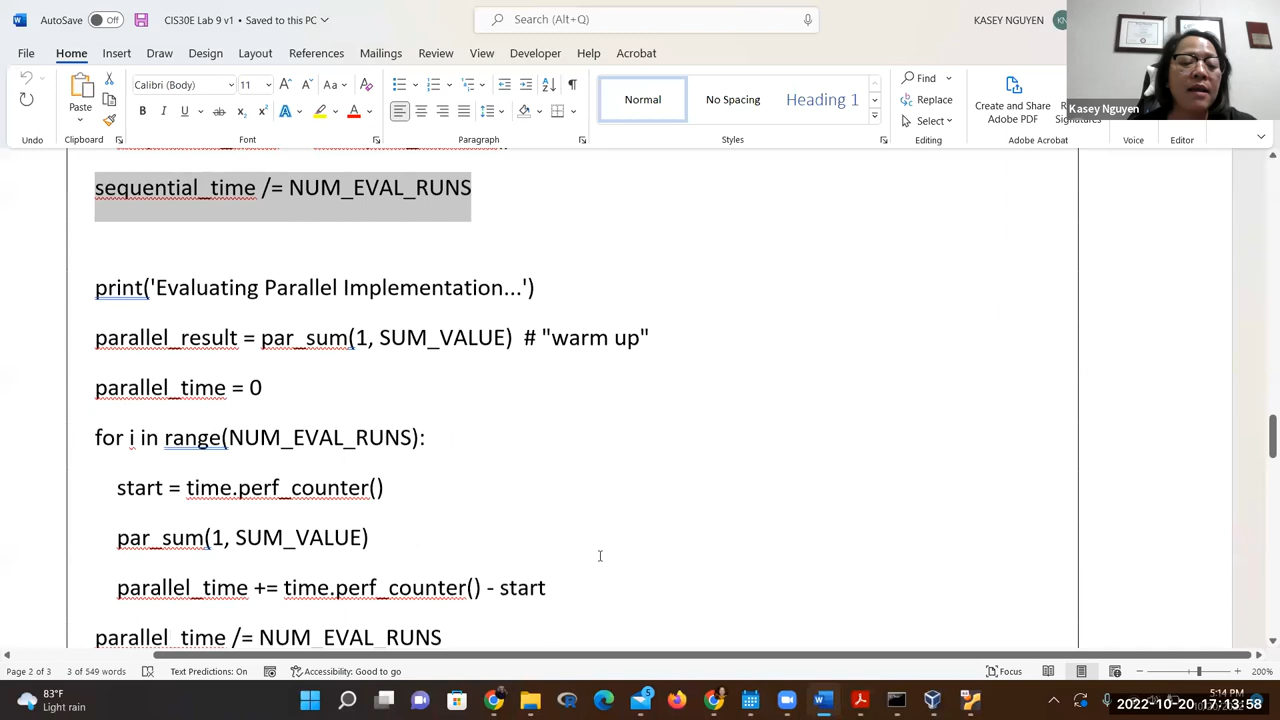 AutoSave Off CIS30E Lab 9 v1 • Saved to this PC Search (Alt+Q) KASEY NGUYEN KN
File Home Insert Draw Design Layout References Mailings Review View Developer Help Acrobat
Paste Calibri (Body) 11 Aa Normal No Spacing Heading 1 Find Replace Select Create and Share Adobe PDF
Kasey Nguyen
Undo Clipboard Font Paragraph Styles Editing Adobe Acrobat Voice Editor
sequential_time /= NUM_EVAL_RUNS
print('Evaluating Parallel Implementation...')
parallel_result = par_sum(1, SUM_VALUE) # "warm up"
parallel_time = 0
for i in range(NUM_EVAL_RUNS):
start = time.perf_counter()
par_sum(1, SUM_VALUE)
parallel_time += time.perf_counter() - start
parallel_time /= NUM_EVAL_RUNS
Page 2 of 3 3 of 549 words Text Predictions: On Accessibility: Good to go Focus 200%
83°F
Light rain
5:14 PM
2022-10-20 17:13:58